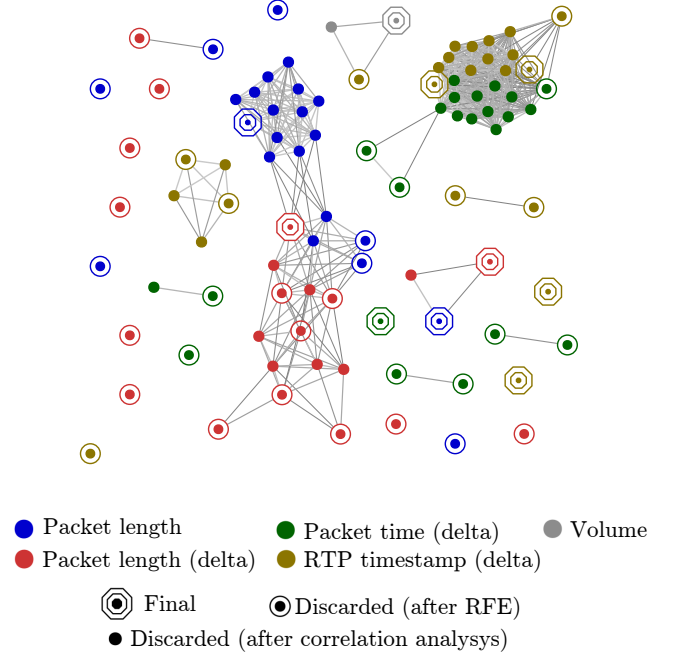 Packet length
Packet time (delta)
Volume
Packet length (delta)
RTP timestamp (delta)
Final
Discarded (after RFE)
Discarded (after correlation analysys)